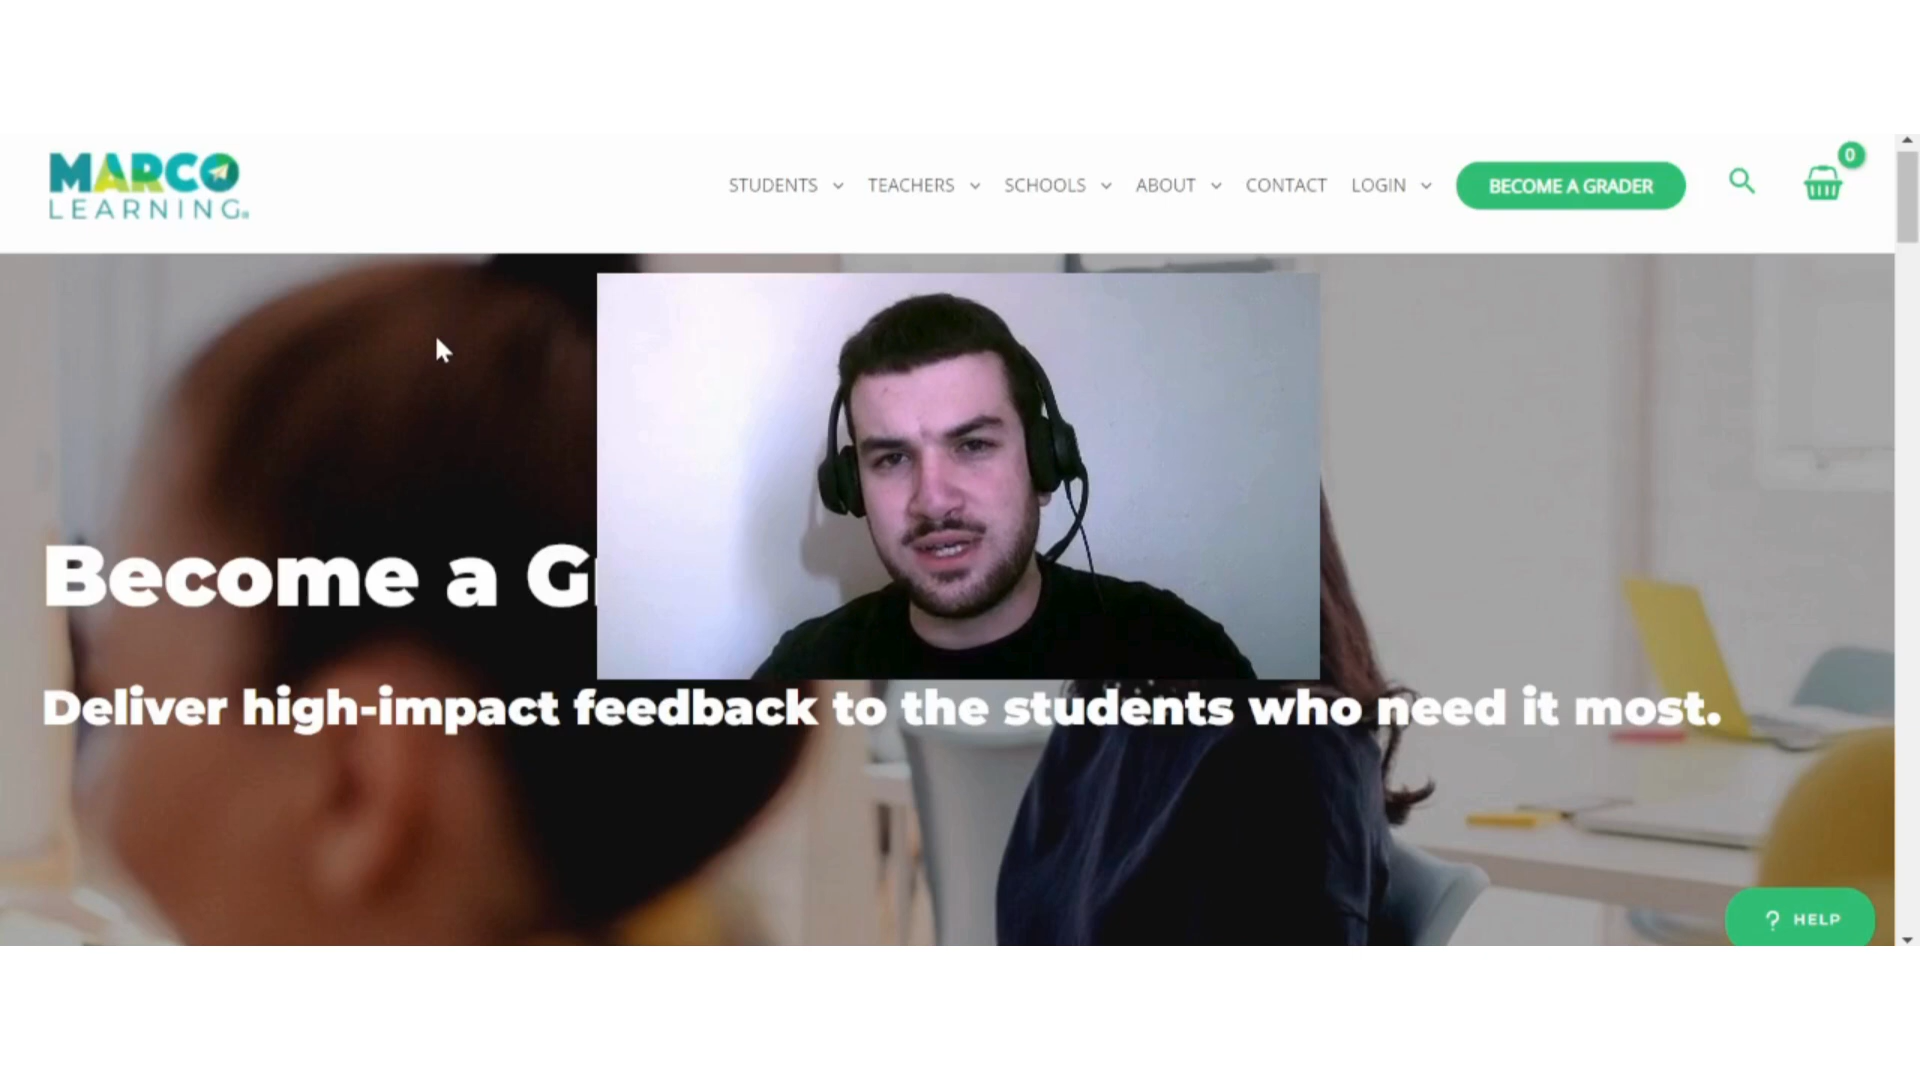 MARCO
LEARNING
STUDENTS TEACHERS SCHOOLS ABOUT CONTACT LOGIN BECOME A GRADER 0
Become a G
Deliver high-impact feedback to the students who need it most.
? HELP